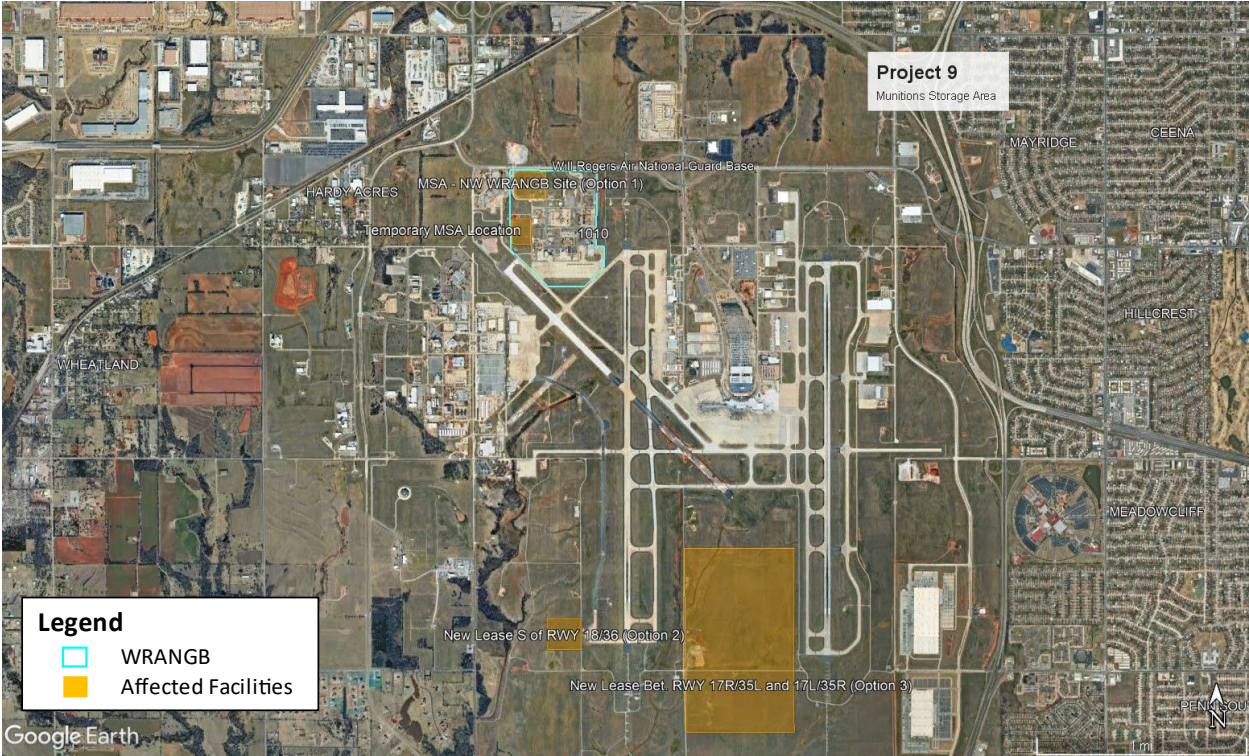 Project 9
Munitions Storage Area
CEENA
MAYRIDGE
Will Rogers Air National Guard Base
MSA - NW WRANGB Site (Option 1)
HARDY ACRES
Temporary MSA Location
1010
HILLCREST
WHEATLAND
MEADOWCLIFF
Legend
WRANGB
Affected Facilities
New Lease S of RWY 18/36 (Option 2)
New Lease Bet. RWY 17R/35L and 17L/35R (Option 3)
N
1 mi
Google Earth